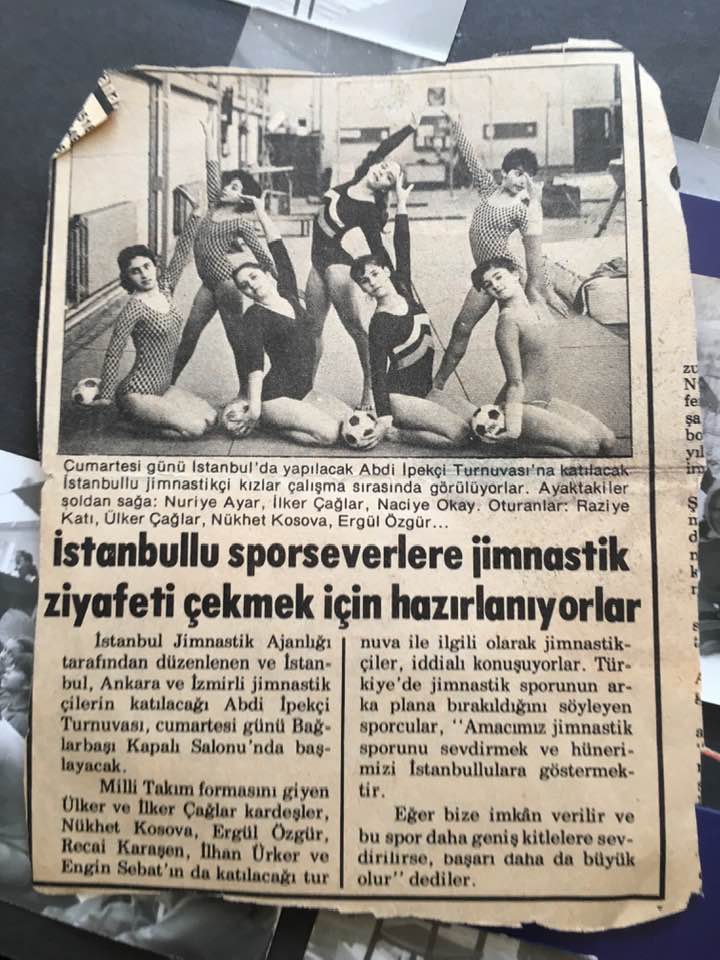 Cumartesi günü İstanbul'da yapılacak Abdi İpekçi Turnuvası'na katılacak
İstanbullu jimnastikçi kızlar çalışma sırasında görülüyorlar. Ayaktakiler
soldan sağa: Nuriye Ayar, İlker Çağlar, Naciye Okay. Oturanlar: Raziye
Katı, Ülker Çağlar, Nükhet Kosova, Ergül Özgür...
İstanbullu sporseverlere jimnastik
ziyafeti çekmek için hazırlanıyorlar
İstanbul Jimnastik Ajanlığı
tarafından düzenlenen ve İstan-
bul, Ankara ve İzmirli jimnastik
çilerin katılacağı Abdi İpekçi
Turnuvası, cumartesi günü Bağ-
larbaşı Kapalı Salonu'nda baş-
layacak.
Milli Takım formasını giyen
Ülker ve İlker Çağlar kardeşler,
Nükhet Kosova, Ergül Özgür,
Recai Karaşen, İlhan Ürker ve
Engin Sebat'ın da katılacağı tur
nuva ile ilgili olarak jimnastik-
çiler, iddialı konuşuyorlar. Tür-
kiye'de jimnastik sporunun ar-
ka plana bırakıldığını söyleyen
sporcular, "Amacımız jimnastik
sporunu sevdirmek ve hüneri-
mizi İstanbullulara göstermek-
tir.
Eğer bize imkân verilir ve
bu spor daha geniş kitlelere sev-
dirilirse, başarı daha da büyük
olur" dediler.